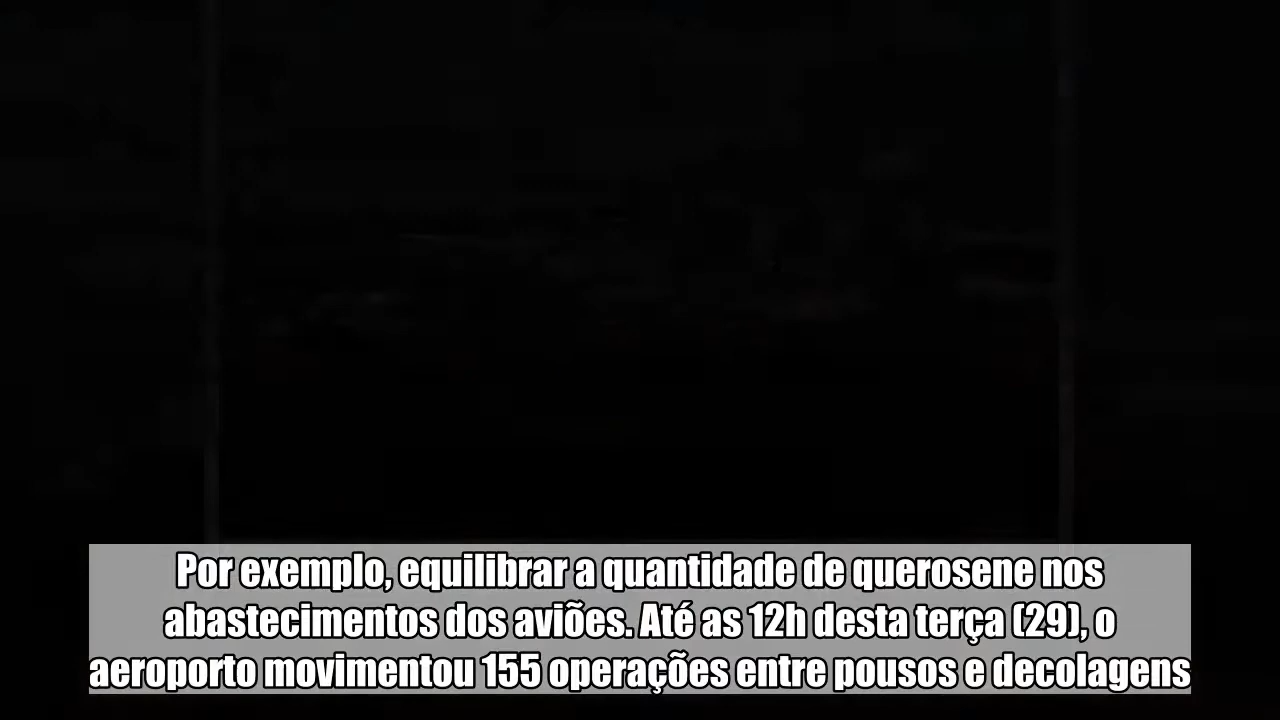 Por exemplo, equilibrar a quantidade de querosene nos
abastecimentos dos aviões. Até as 12h desta terça (29), o
aeroporto movimentou 155 operações entre pousos e decolagens